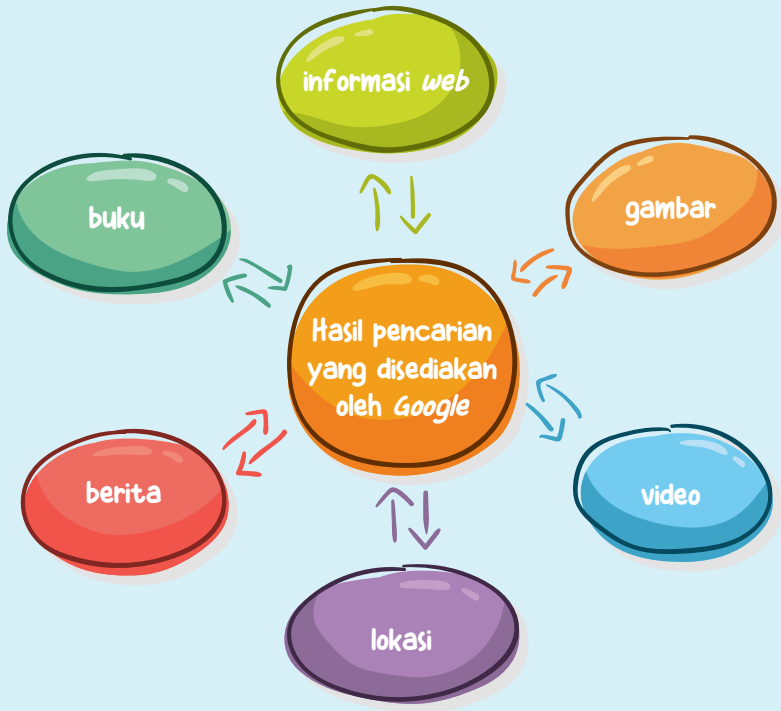 informasi web
buku
gambar
Hasil pencarian
yang disediakan
oleh Google
berita
video
lokasi